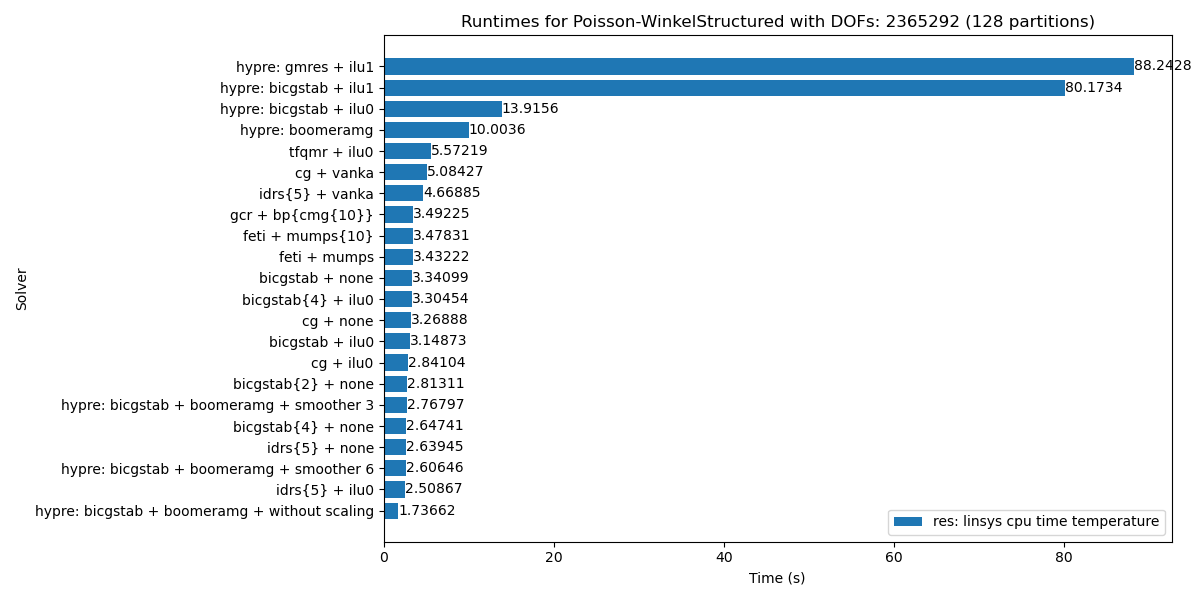 Runtimes for Poisson-WinkelStructured with DOFs: 2365292 (128 partitions)
Solver
hypre: gmres + ilu1 88.2428
hypre: bicgstab + ilu1 80.1734
hypre: bicgstab + ilu0 13.9156
hypre: boomeramg 10.0036
tfqmr + ilu0 5.57219
cg + vanka 5.08427
idrs{5} + vanka 4.66885
gcr + bp{cmg{10}} 3.49225
feti + mumps{10} 3.47831
feti + mumps 3.43222
bicgstab + none 3.34099
bicgstab{4} + ilu0 3.30454
cg + none 3.26888
bicgstab + ilu0 3.14873
cg + ilu0 2.84104
bicgstab{2} + none 2.81311
hypre: bicgstab + boomeramg + smoother 3 2.76797
bicgstab{4} + none 2.64741
idrs{5} + none 2.63945
hypre: bicgstab + boomeramg + smoother 6 2.60646
idrs{5} + ilu0 2.50867
hypre: bicgstab + boomeramg + without scaling 1.73662
res: linsys cpu time temperature
0 20 40 60 80
Time (s)